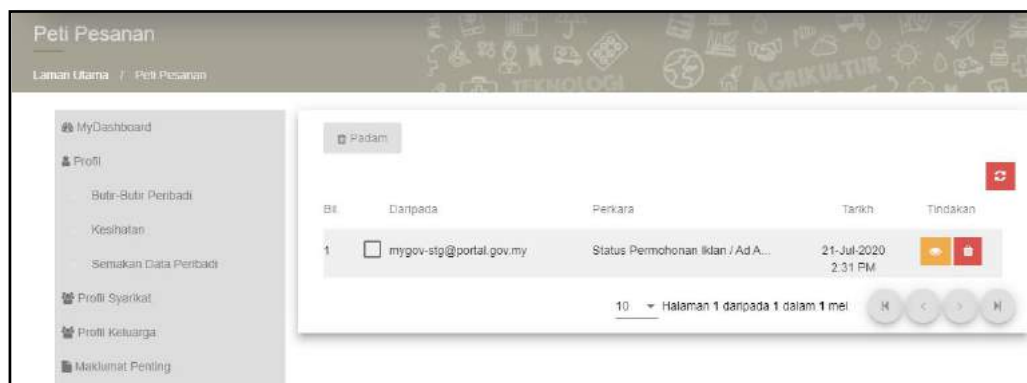 Peti Pesanan
Laman Utama / Peti Pesanan
TEKNOLOGI
AGRIKULTUR
MyDashboard
Profil
Butir-Butir Peribadi
Kesihatan
Semakan Data Peribadi
Profil Syarikat
Profil Keluarga
Maklumat Penting
Padam
Bil. Daripada Perkara Tarikh Tindakan
1 mygov-stg@portal.gov.my Status Permohonan Iklan / Ad A... 21-Jul-2020
2:31 PM
10 Halaman 1 daripada 1 dalam 1 mel